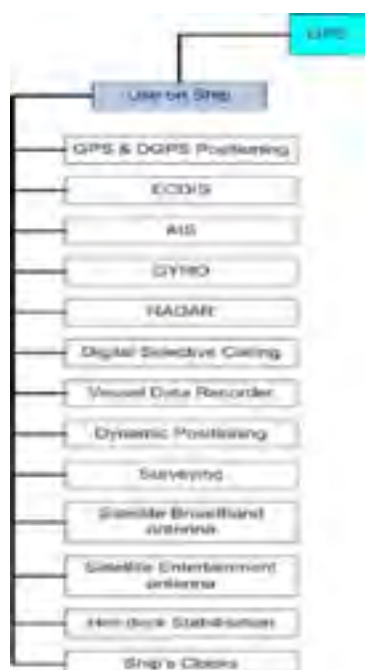 GPS
Use on Ship
GPS & DGPS Positioning
ECDIS
AIS
GYRO
RADAR
Digital Selective Calling
Vessel Data Recorder
Dynamic Positioning
Surveying
Satellite Broadband
antenna
Satellite Entertainment
antenna
Heli-deck Stabilisation
Ship's Clocks